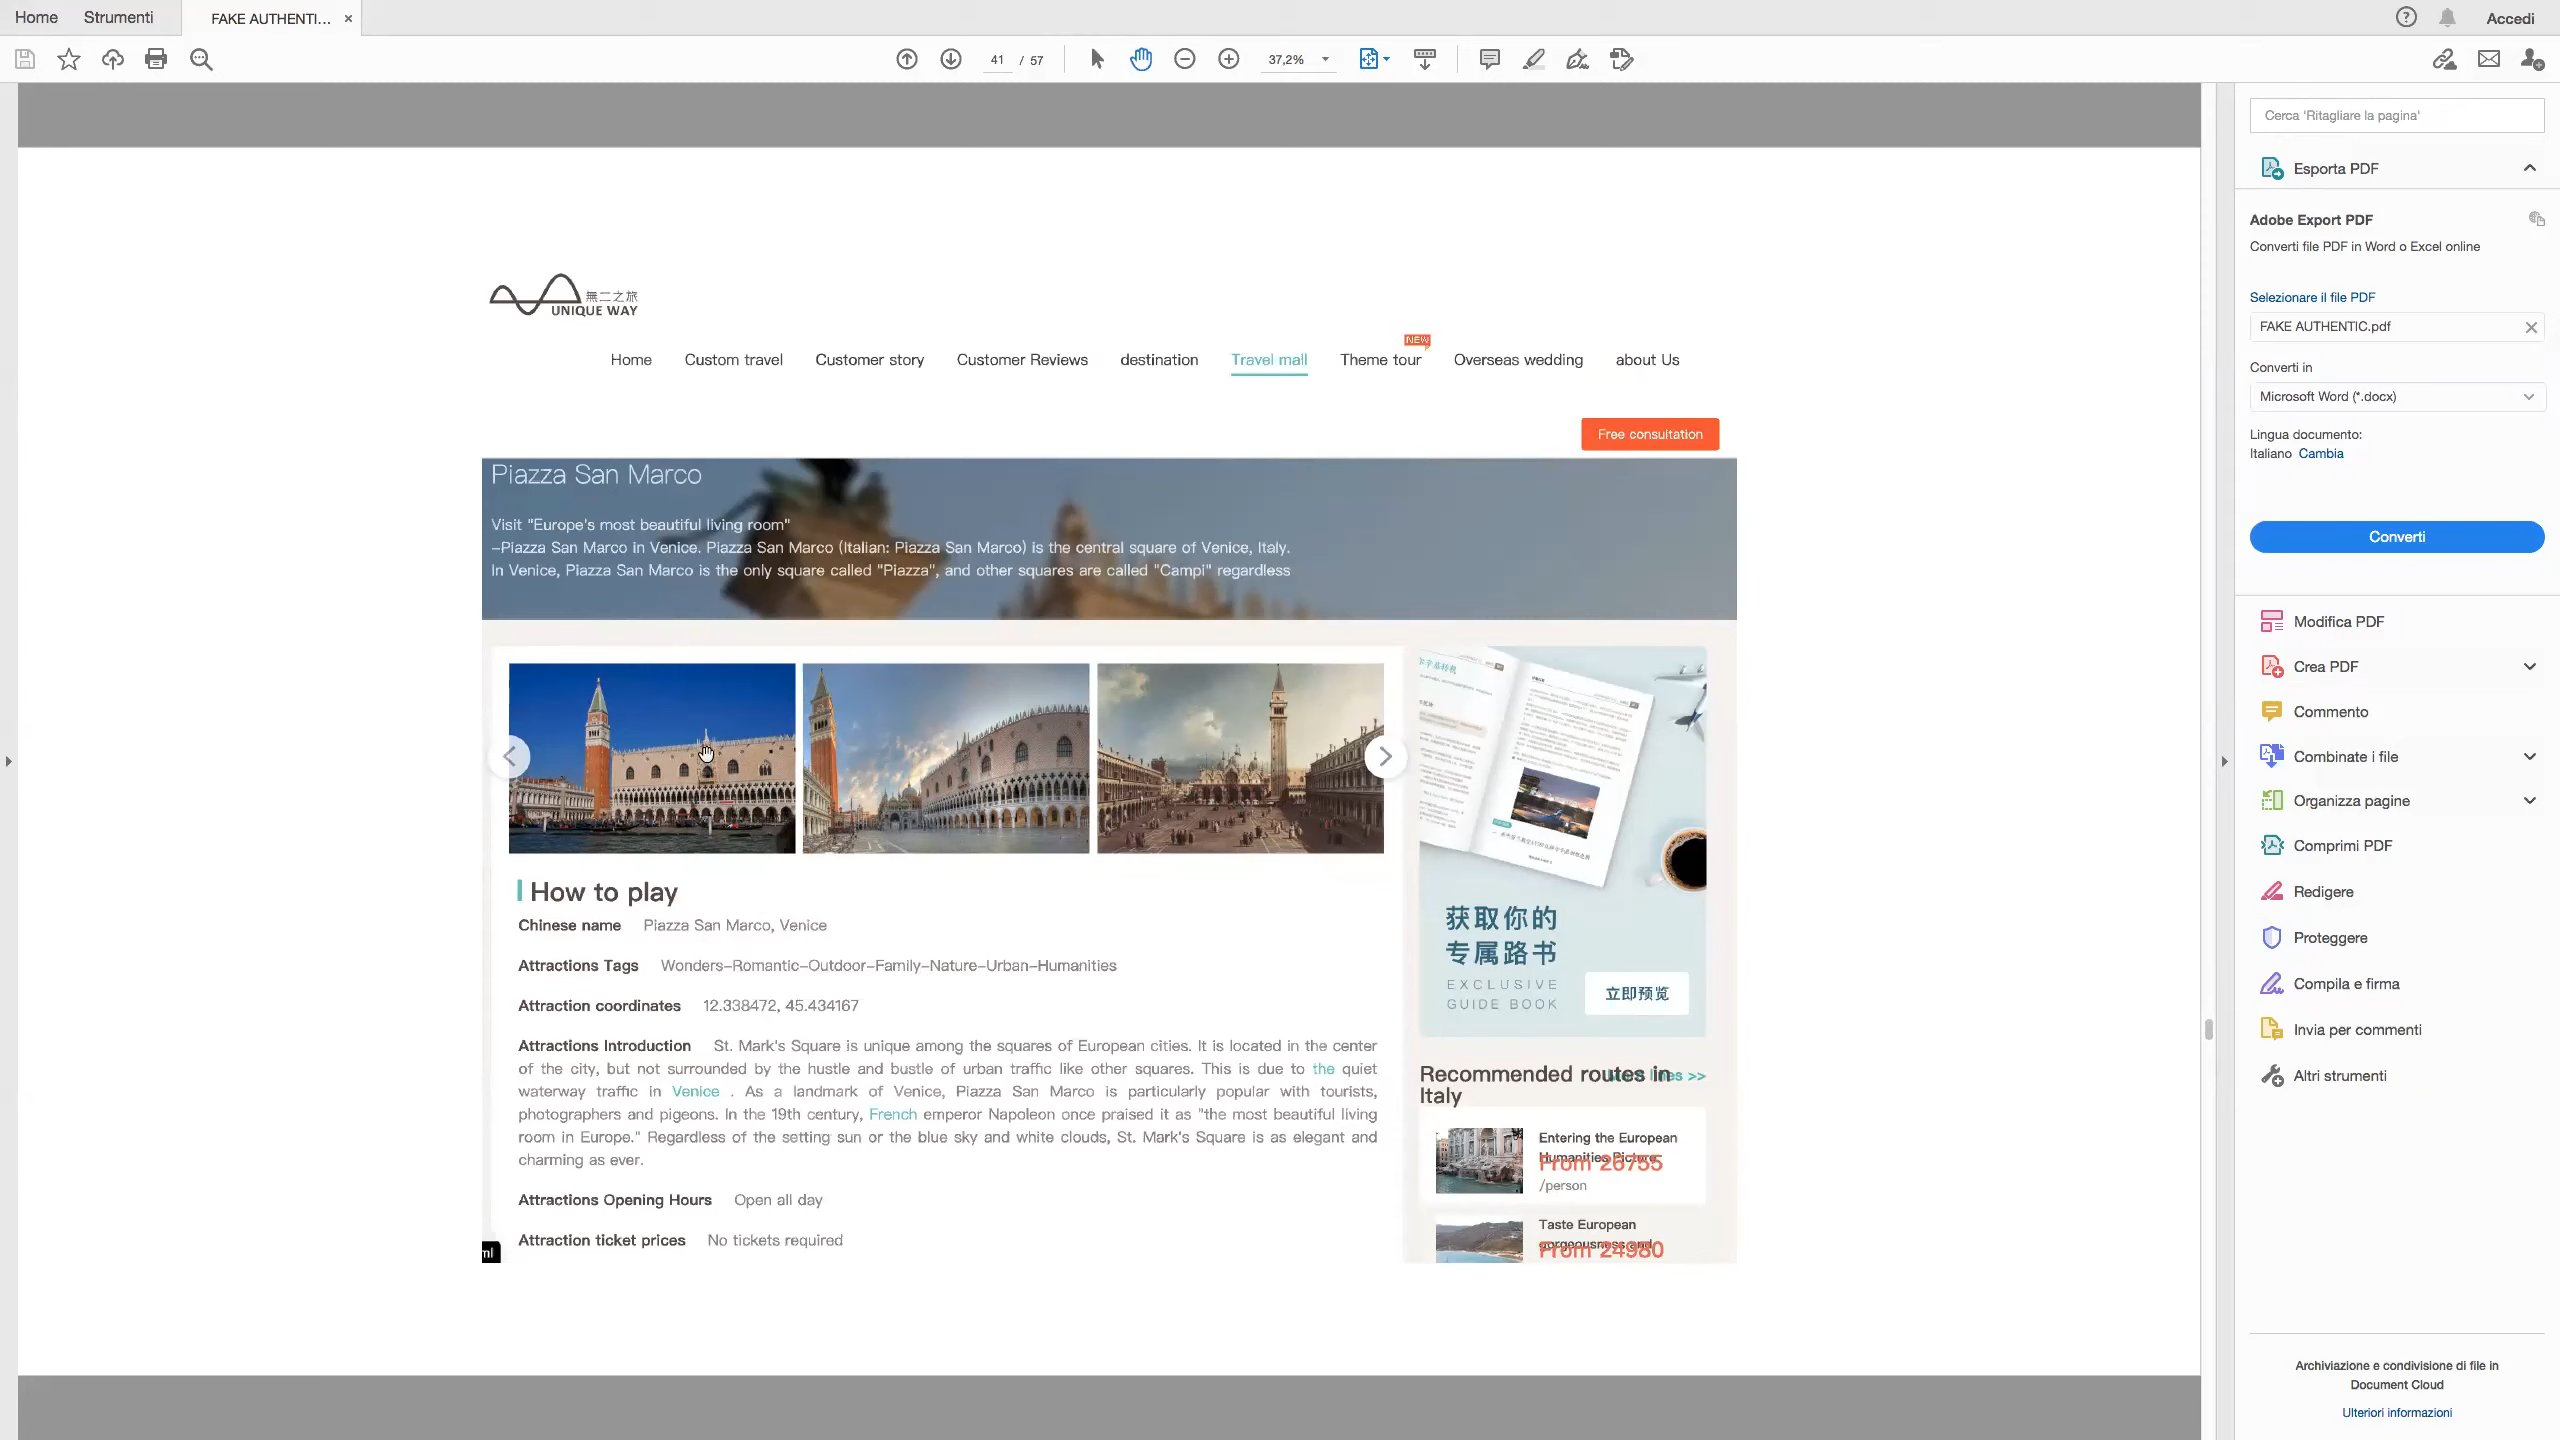 Home Strumenti FAKE AUTHENTI... ×
Accedi
41 / 57 37,2%
無二之旅
UNIQUE WAY
NEW
Home Custom travel Customer story Customer Reviews destination Travel mall Theme tour Overseas wedding about Us
Free consultation
Piazza San Marco
Visit "Europe's most beautiful living room"
-Piazza San Marco in Venice. Piazza San Marco (Italian: Piazza San Marco) is the central square of Venice, Italy.
In Venice, Piazza San Marco is the only square called "Piazza", and other squares are called "Campi" regardless
How to play
Chinese name Piazza San Marco, Venice
Attractions Tags Wonders-Romantic-Outdoor-Family-Nature-Urban-Humanities
Attraction coordinates 12.338472, 45.434167
Attractions Introduction St. Mark's Square is unique among the squares of European cities. It is located in the center
of the city, but not surrounded by the hustle and bustle of urban traffic like other squares. This is due to the quiet
waterway traffic in Venice . As a landmark of Venice, Piazza San Marco is particularly popular with tourists,
photographers and pigeons. In the 19th century, French emperor Napoleon once praised it as "the most beautiful living
room in Europe." Regardless of the setting sun or the blue sky and white clouds, St. Mark's Square is as elegant and
charming as ever.
Attractions Opening Hours Open all day
Attraction ticket prices No tickets required
ml
获取你的
专属路书
EXCLUSIVE
GUIDE BOOK
立即预览
Recommended routes in
Italy
lines >>
Entering the European
Humanities Picture
From 26755
/person
Taste European
gorgeousness and
From 24980
Cerca 'Ritagliare la pagina'
Esporta PDF
Adobe Export PDF
Converti file PDF in Word o Excel online
Selezionare il file PDF
FAKE AUTHENTIC.pdf
Converti in
Microsoft Word (*.docx)
Lingua documento:
Italiano Cambia
Converti
Modifica PDF
Crea PDF
Commento
Combinate i file
Organizza pagine
Comprimi PDF
Redigere
Proteggere
Compila e firma
Invia per commenti
Altri strumenti
Archiviazione e condivisione di file in
Document Cloud
Ulteriori informazioni